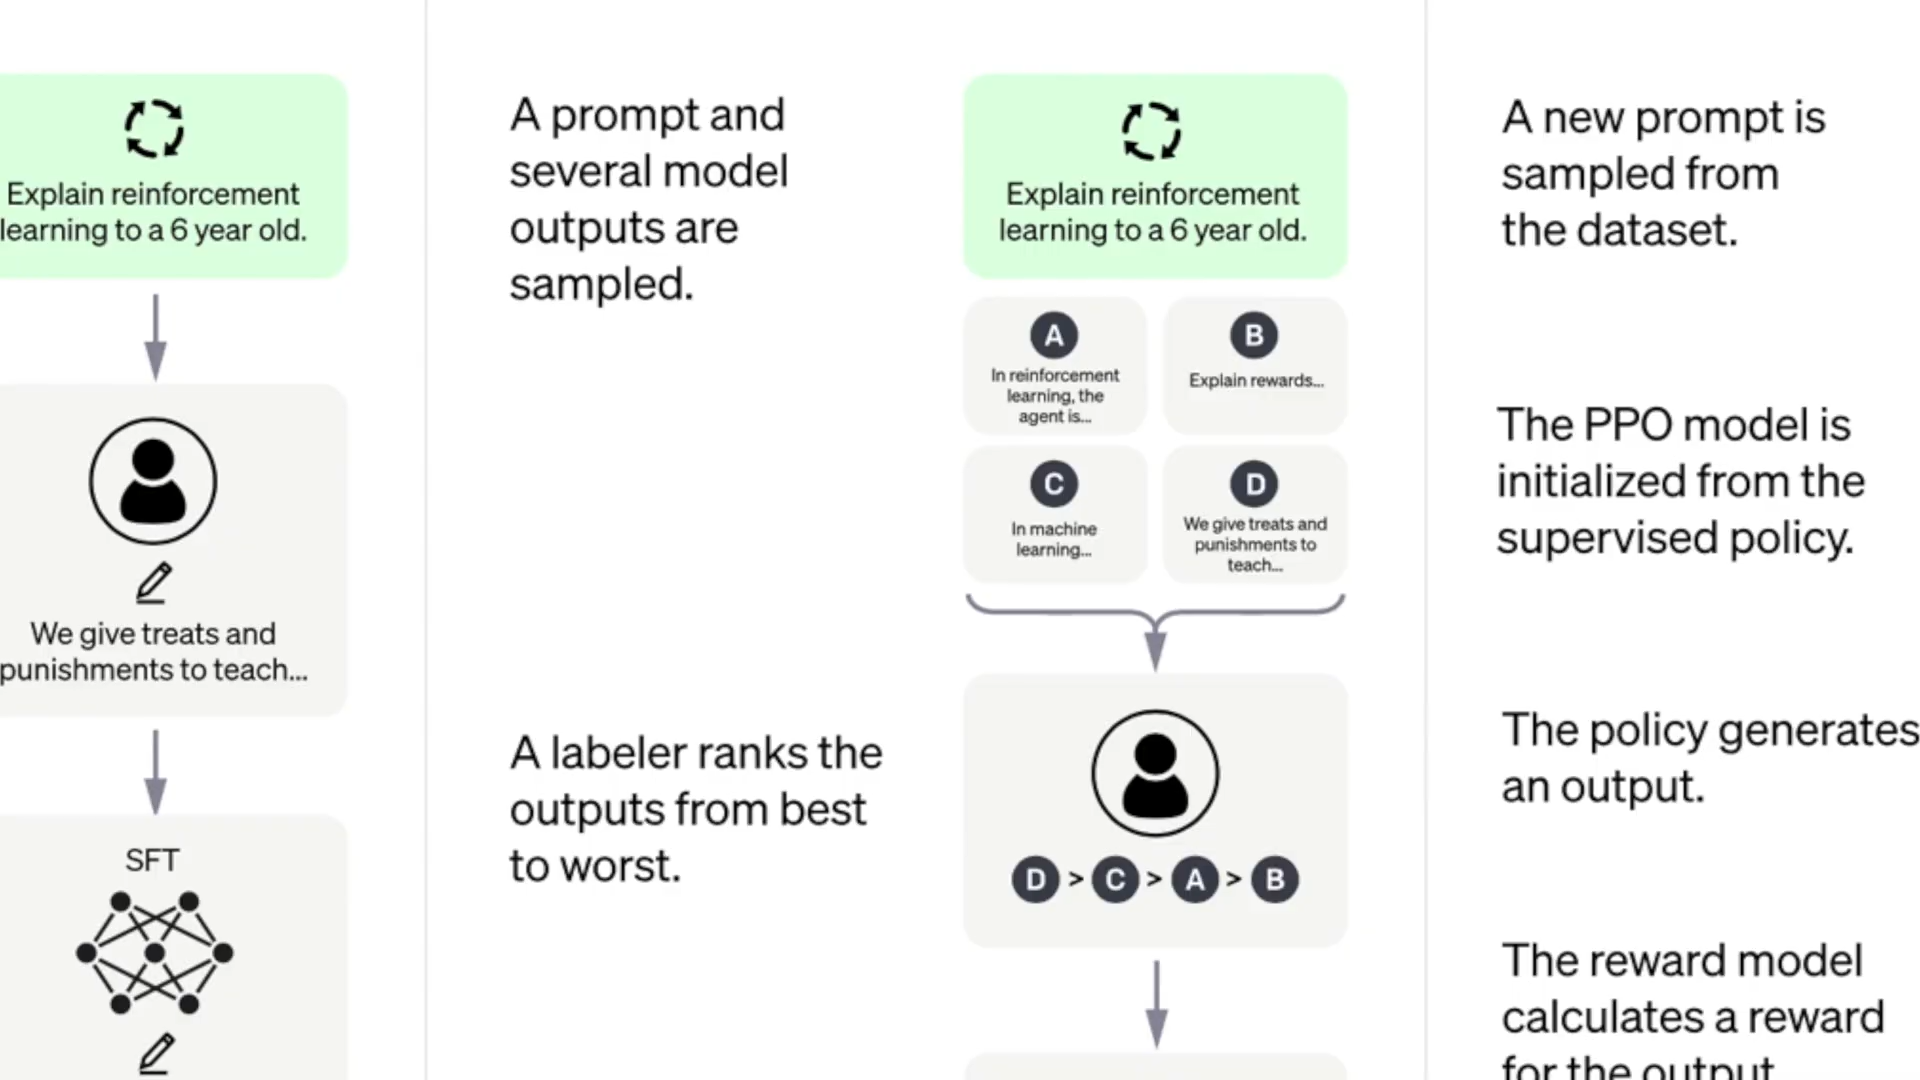 Explain reinforcement
learning to a 6 year old.
We give treats and
punishments to teach...
SFT
A prompt and
several model
outputs are
sampled.
Explain reinforcement
learning to a 6 year old.
A
In reinforcement
learning, the
agent is...
B
Explain rewards...
C
In machine
learning...
D
We give treats and
punishments to
teach...
A labeler ranks the
outputs from best
to worst.
D > C > A > B
A new prompt is
sampled from
the dataset.
The PPO model is
initialized from the
supervised policy.
The policy generates
an output.
The reward model
calculates a reward
for the output